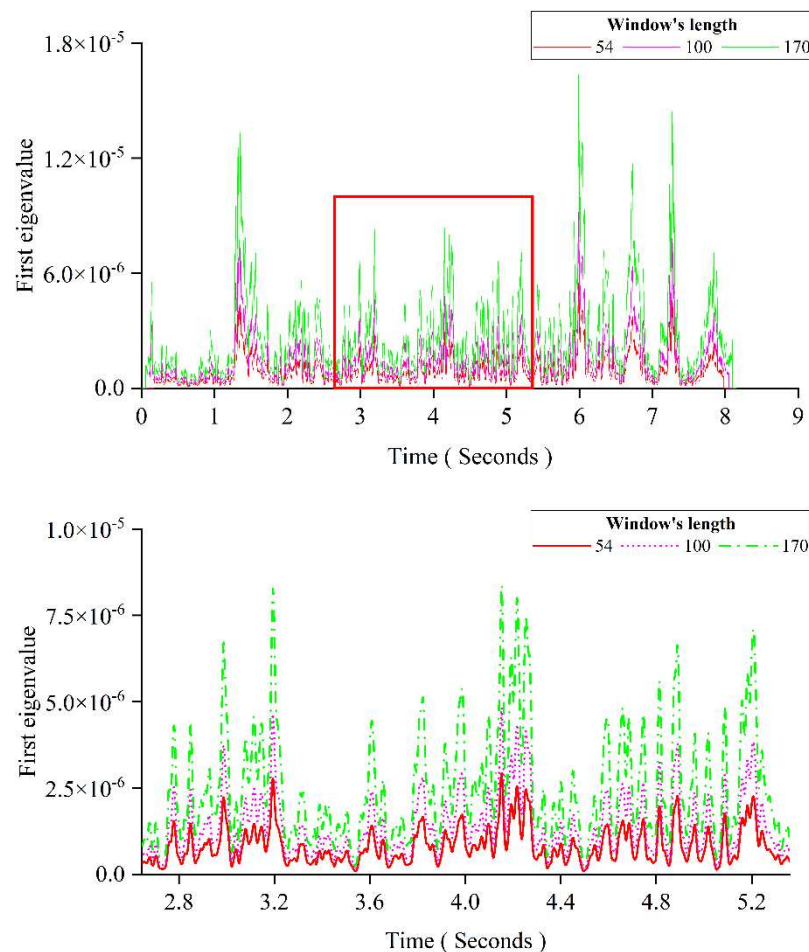 Window's length
54 100 170
1.8×10⁻⁵
1.2×10⁻⁵
6.0×10⁻⁶
0.0
First eigenvalue
0 1 2 3 4 5 6 7 8 9
Time ( Seconds )
Window's length
54 100 170
1.0×10⁻⁵
7.5×10⁻⁶
5.0×10⁻⁶
2.5×10⁻⁶
0.0
First eigenvalue
2.8 3.2 3.6 4.0 4.4 4.8 5.2
Time ( Seconds )